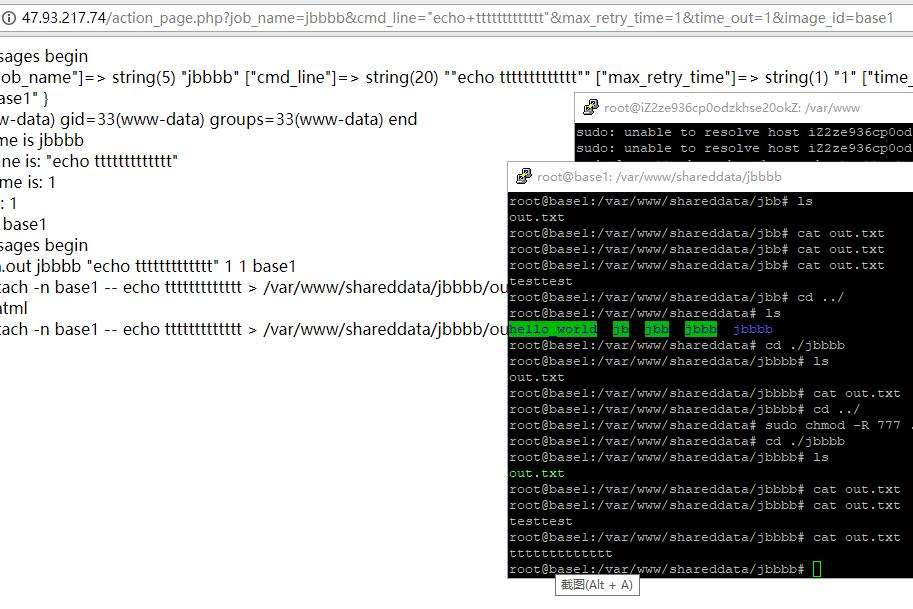 47.93.217.74/action_page.php?job_name=jbbbb&cmd_line="echo+ttttttttttttt"&max_retry_time=1&time_out=1&image_id=base1
sages begin
ob_name"]=> string(5) "jbbbb" ["cmd_line"]=> string(20) ""echo ttttttttttttt"" ["max_retry_time"]=> string(1) "1" ["time_
ase1" }
w-data) gid=33(www-data) groups=33(www-data) end
me is jbbbb
ine is: "echo ttttttttttttt"
me is: 1
: 1
base1
sages begin
.out jbbbb "echo ttttttttttttt" 1 1 base1
tach -n base1 -- echo ttttttttttttt > /var/www/shareddata/jbbbb/ou
html
tach -n base1 -- echo ttttttttttttt > /var/www/shareddata/jbbbb/ou
root@iZ2ze936cp0odzkhse20okZ: /var/www
sudo: unable to resolve host iZ2ze936cp0od
sudo: unable to resolve host iZ2ze936cp0od
root@base1: /var/www/shareddata/jbbbb
root@base1:/var/www/shareddata/jbb# ls
out.txt
root@base1:/var/www/shareddata/jbb# cat out.txt
root@base1:/var/www/shareddata/jbb# cat out.txt
root@base1:/var/www/shareddata/jbb# cat out.txt
testtest
root@base1:/var/www/shareddata/jbb# cd ../
root@base1:/var/www/shareddata# ls
hello_world jb jbb jbbb jbbbb
root@base1:/var/www/shareddata# cd ./jbbbb
root@base1:/var/www/shareddata/jbbbb# ls
out.txt
root@base1:/var/www/shareddata/jbbbb# cat out.txt
root@base1:/var/www/shareddata/jbbbb# cd ../
root@base1:/var/www/shareddata# sudo chmod -R 777 .
root@base1:/var/www/shareddata# cd ./jbbbb
root@base1:/var/www/shareddata/jbbbb# ls
out.txt
root@base1:/var/www/shareddata/jbbbb# cat out.txt
root@base1:/var/www/shareddata/jbbbb# cat out.txt
testtest
root@base1:/var/www/shareddata/jbbbb# cat out.txt
ttttttttttttt
root@base1:/var/www/shareddata/jbbbb#
截图(Alt + A)